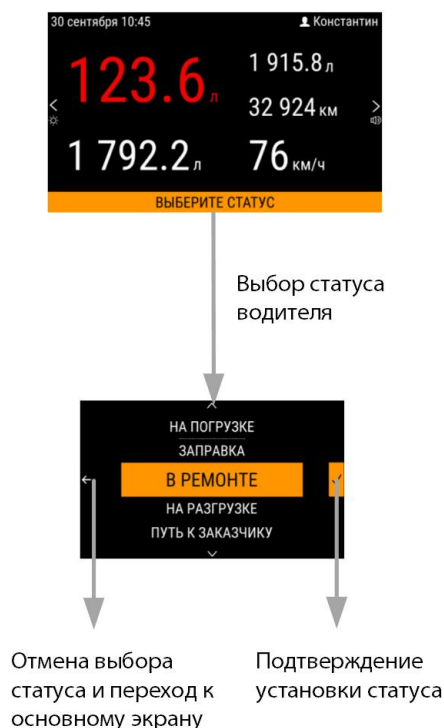 30 сентября 10:45 Константин
123.6 л 1 915.8 л
32 924 км
1 792.2 л 76 км/ч
ВЫБЕРИТЕ СТАТУС
Выбор статуса
водителя
НА ПОГРУЗКЕ
ЗАПРАВКА
В РЕМОНТЕ
НА РАЗГРУЗКЕ
ПУТЬ К ЗАКАЗЧИКУ
Отмена выбора
статуса и переход к
основному экрану
Подтверждение
установки статуса